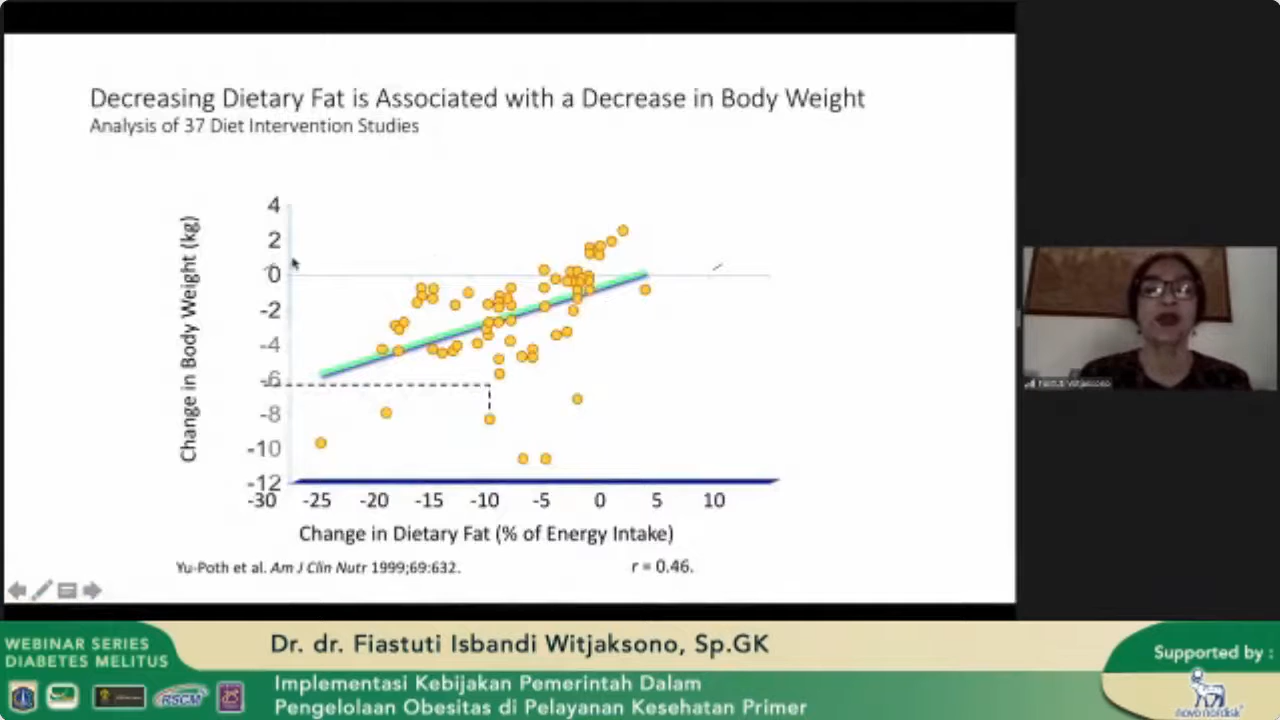 Decreasing Dietary Fat is Associated with a Decrease in Body Weight
Analysis of 37 Diet Intervention Studies
Change in Body Weight (kg)
4
2
0
-2
-4
-6
-8
-10
-12
-30 -25 -20 -15 -10 -5 0 5 10
Change in Dietary Fat (% of Energy Intake)
Yu-Poth et al. Am J Clin Nutr 1999;69:632.
r = 0.46.
WEBINAR SERIES
DIABETES MELITUS
Dr. dr. Fiastuti Isbandi Witjaksono, Sp.GK
Implementasi Kebijakan Pemerintah Dalam
Pengelolaan Obesitas di Pelayanan Kesehatan Primer
RSCM
Supported by :
novo nordisk